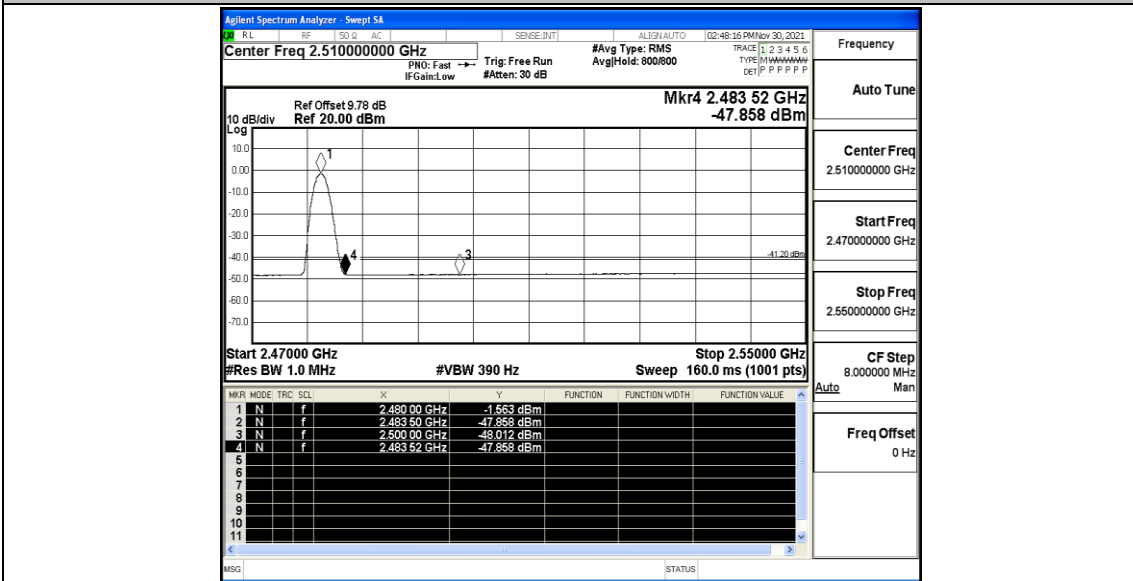 Agilent Spectrum Analyzer - Swept SA
RL RF 50 Ω AC SENSE:INT ALIGNAUTO 02:48:16 PMNov 30, 2021
Center Freq 2.510000000 GHz
PNO: Fast
IFGain:Low
Trig: Free Run
#Atten: 30 dB
#Avg Type: RMS
Avg|Hold: 800/800
TRACE 1 2 3 4 5 6
TYPE M
DET P P P P P P
Frequency
Auto Tune
Center Freq
2.510000000 GHz
Start Freq
2.470000000 GHz
Stop Freq
2.550000000 GHz
CF Step
8.000000 MHz
Auto Man
Freq Offset
0 Hz
Ref Offset 9.78 dB
10 dB/div Ref 20.00 dBm
Log
Mkr4 2.483 52 GHz
-47.858 dBm
10.0
0.00
-10.0
-20.0
-30.0
-40.0
-50.0
-60.0
-70.0
1
4
3
-41.20 dBm
Start 2.47000 GHz Stop 2.55000 GHz
#Res BW 1.0 MHz #VBW 390 Hz Sweep 160.0 ms (1001 pts)
MKR MODE TRC SCL X Y FUNCTION FUNCTION WIDTH FUNCTION VALUE
1 N f 2.480 00 GHz -1.563 dBm
2 N f 2.483 50 GHz -47.858 dBm
3 N f 2.500 00 GHz -48.012 dBm
4 N f 2.483 52 GHz -47.858 dBm
5
6
7
8
9
10
11
MSG STATUS